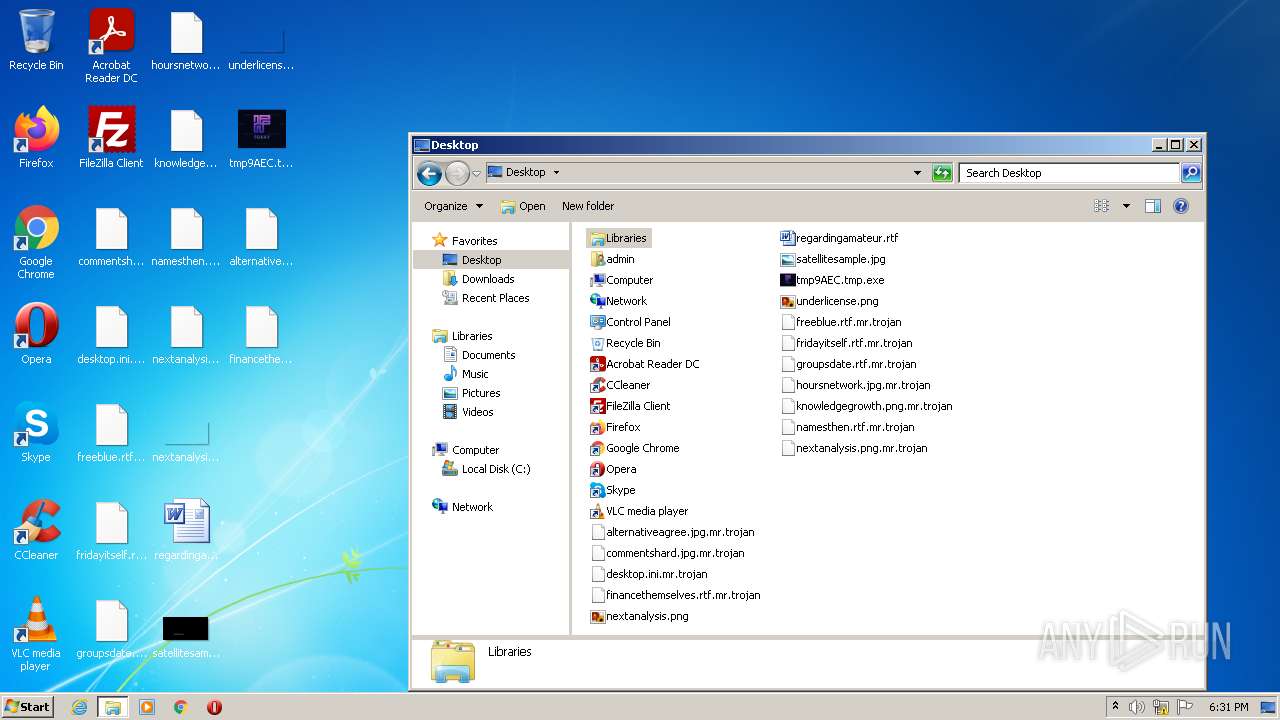 Recycle Bin
Acrobat
Reader DC
hoursnetwo...
underlicens...
Firefox
FileZilla Client
knowledge...
tmp9AEC.t...
Google
Chrome
commentsh...
namesthen....
alternative...
Opera
desktop.ini....
nextanalysi...
financethe...
Skype
freeblue.rtf...
nextanalysi...
CCleaner
fridayitself.r...
regardinga...
VLC media
player
groupsdate....
satellitesam...
Desktop
Desktop
Search Desktop
Organize
Open
New folder
Favorites
Desktop
Downloads
Recent Places
Libraries
Documents
Music
Pictures
Videos
Computer
Local Disk (C:)
Network
Libraries
admin
Computer
Network
Control Panel
Recycle Bin
Acrobat Reader DC
CCleaner
FileZilla Client
Firefox
Google Chrome
Opera
Skype
VLC media player
alternativeagree.jpg.mr.trojan
commentshard.jpg.mr.trojan
desktop.ini.mr.trojan
financethemselves.rtf.mr.trojan
nextanalysis.png
regardingamateur.rtf
satellitesample.jpg
tmp9AEC.tmp.exe
underlicense.png
freeblue.rtf.mr.trojan
fridayitself.rtf.mr.trojan
groupsdate.rtf.mr.trojan
hoursnetwork.jpg.mr.trojan
knowledgegrowth.png.mr.trojan
namesthen.rtf.mr.trojan
nextanalysis.png.mr.trojan
Libraries
ANY RUN
Start
6:31 PM